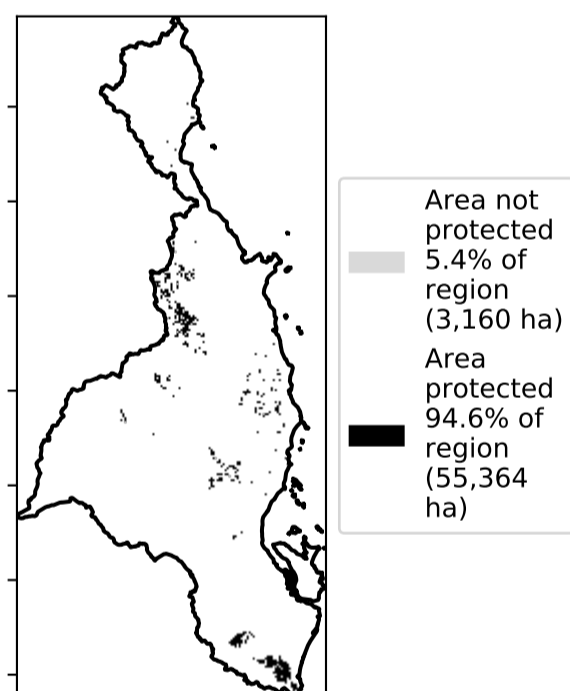 Area not
protected
5.4% of
region
(3,160 ha)
Area
protected
94.6% of
region
(55,364
ha)